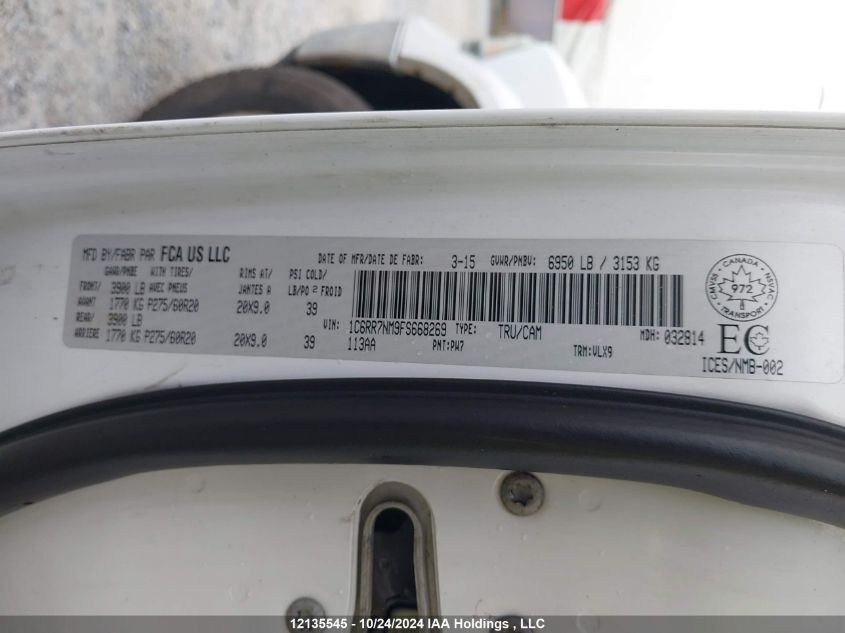 MFD BY/FABR PAR FCA US LLC
DATE OF MFR/DATE DE FABR: 3-15 GVWR/PNBV: 6950 LB / 3153 KG
GAWR/PNBE WITH TIRES/ RIMS AT/ PSI COLD/
FRONT/ 3900 LB AVEC PNEUS JANTES A LB/PO² FROID
AVANT 1770 KG P275/60R20 20X9.0 39
REAR/ 3900 LB
ARRIERE 1770 KG P275/60R20 20X9.0 39
VIN: 1C6RR7NM9FS668269 TYPE: TRU/CAM MDH: 032814
113AA PNT:PW7 TRM:VLX9
CANADA
CMVSS NSVAC
972
TRANSPORT
EC
ICES/NMB-002
12135545 - 10/24/2024 IAA Holdings , LLC